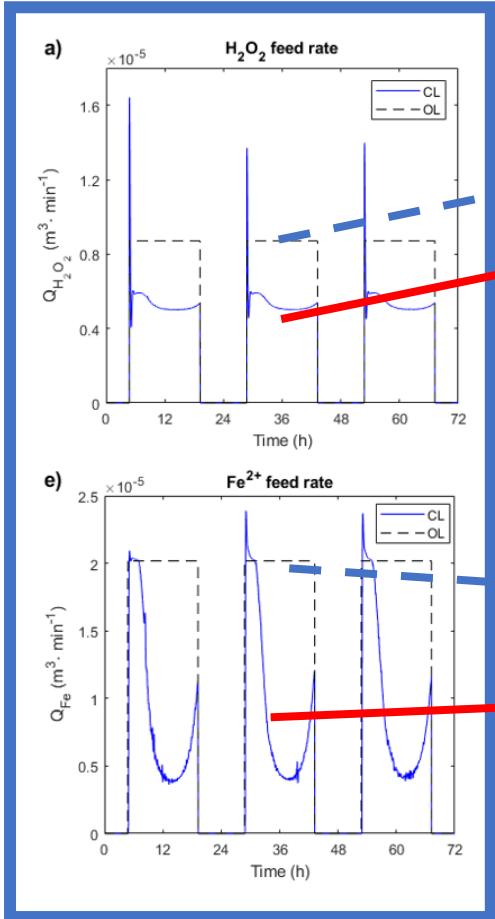 a)
H₂O₂ feed rate
× 10⁻⁵
CL
OL
1.6
1.2
0.8
0.4
0
Q_H₂O₂ (m³· min⁻¹)
0 12 24 36 48 60 72
Time (h)
e)
Fe²⁺ feed rate
× 10⁻⁵
CL
OL
2.5
2
1.5
1
0.5
0
Q_Fe (m³· min⁻¹)
0 12 24 36 48 60 72
Time (h)